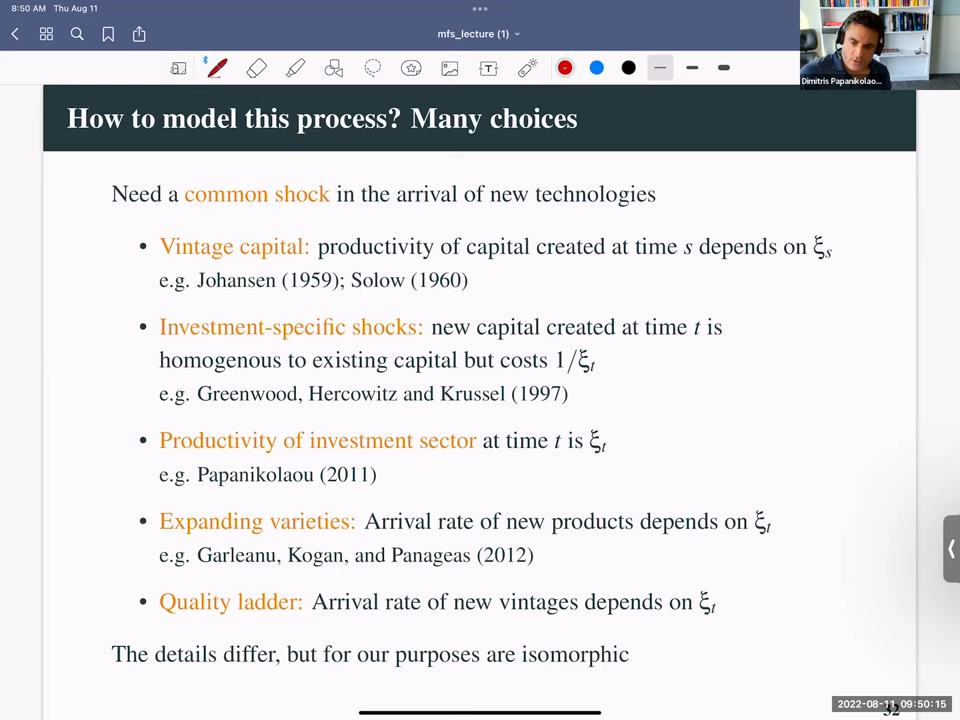 8:50 AM Thu Aug 11
mfs_lecture (1)
Dimitris Papanikolao...
How to model this process? Many choices
Need a common shock in the arrival of new technologies
• Vintage capital: productivity of capital created at time s depends on ξs
e.g. Johansen (1959); Solow (1960)
• Investment-specific shocks: new capital created at time t is
homogenous to existing capital but costs 1/ξt
e.g. Greenwood, Hercowitz and Krussel (1997)
• Productivity of investment sector at time t is ξt
e.g. Papanikolaou (2011)
• Expanding varieties: Arrival rate of new products depends on ξt
e.g. Garleanu, Kogan, and Panageas (2012)
• Quality ladder: Arrival rate of new vintages depends on ξt
The details differ, but for our purposes are isomorphic
2022-08-11 09:50:15
32